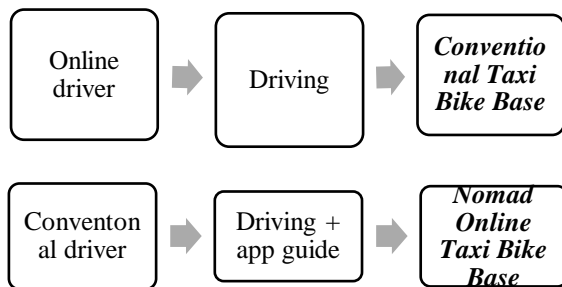 Online
driver
Driving
Conventio
nal Taxi
Bike Base
Conventon
al driver
Driving +
app guide
Nomad
Online
Taxi Bike
Base